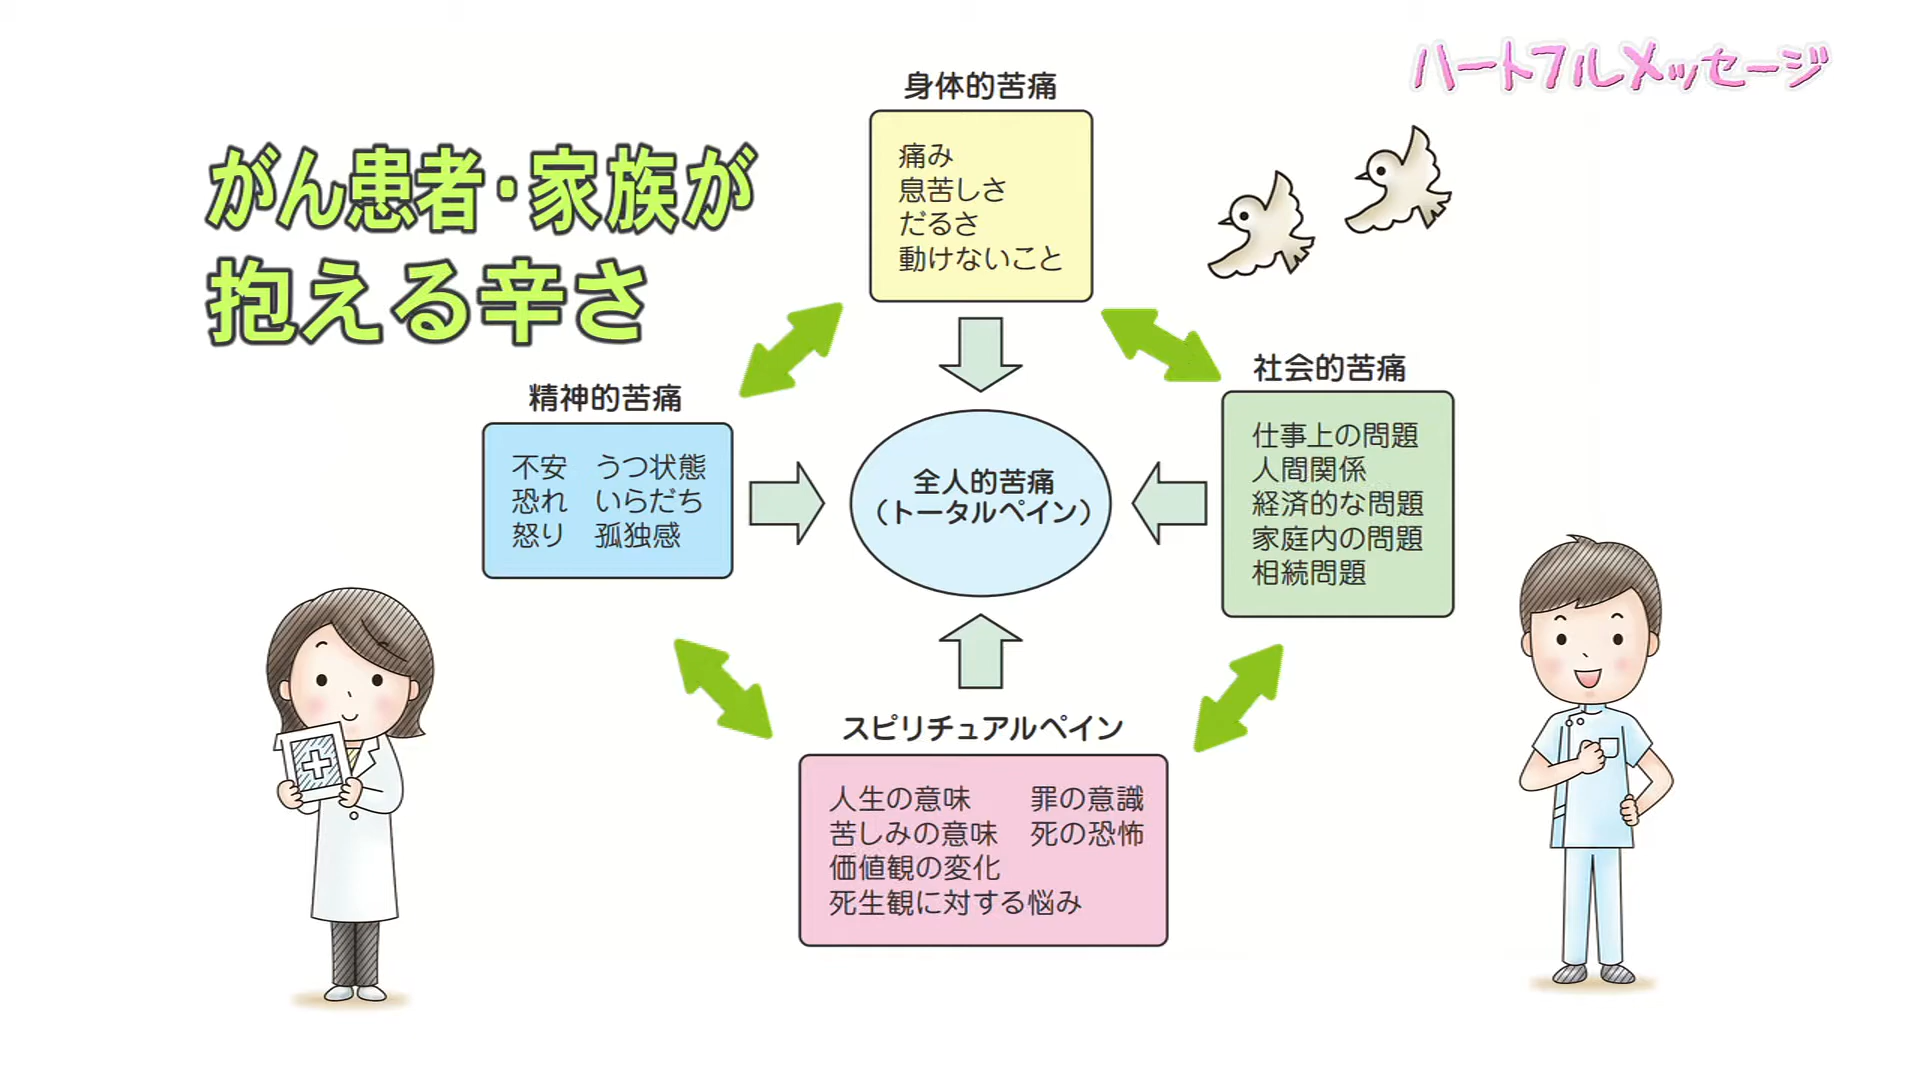 ハートフルメッセージ
がん患者・家族が
抱える辛さ
身体的苦痛
痛み
息苦しさ
だるさ
動けないこと
精神的苦痛
不安 うつ状態
恐れ いらだち
怒り 孤独感
全人的苦痛
（トータルペイン）
社会的苦痛
仕事上の問題
人間関係
経済的な問題
家庭内の問題
相続問題
スピリチュアルペイン
人生の意味 罪の意識
苦しみの意味 死の恐怖
価値観の変化
死生観に対する悩み